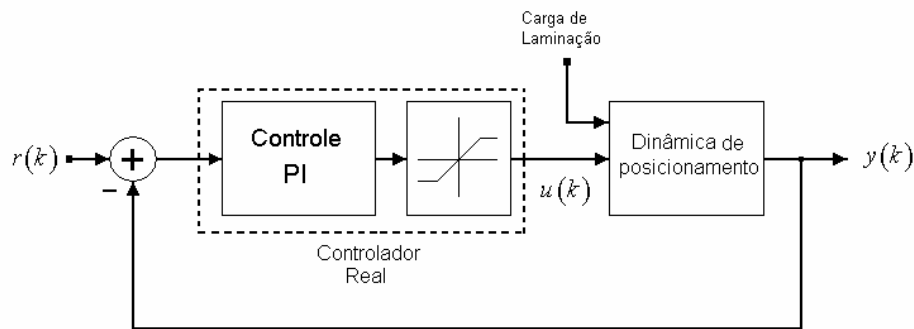 Carga de
Laminação
r(k)
+
−
Controle
PI
u(k)
Dinâmica de
posicionamento
y(k)
Controlador
Real